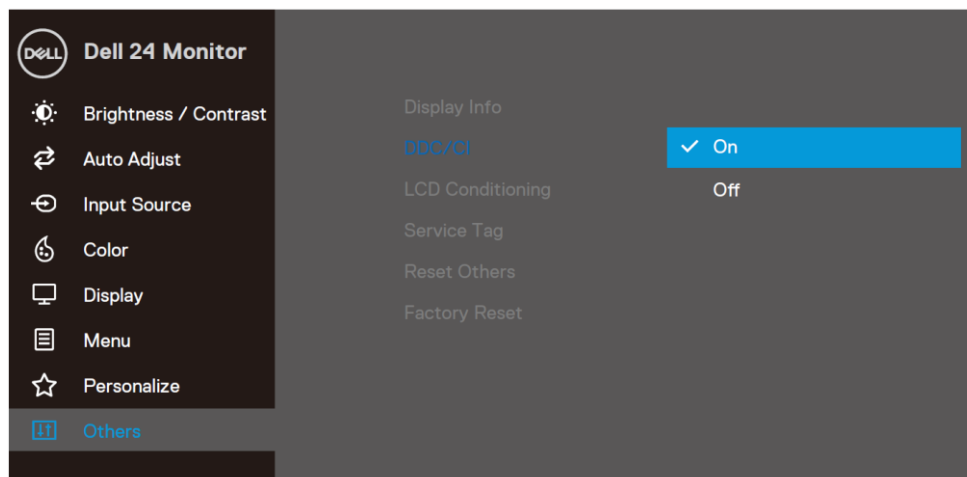 DELL Dell 24 Monitor
Brightness / Contrast
Auto Adjust
Input Source
Color
Display
Menu
Personalize
Others
Display Info
DDC/CI
LCD Conditioning
Service Tag
Reset Others
Factory Reset
On
Off